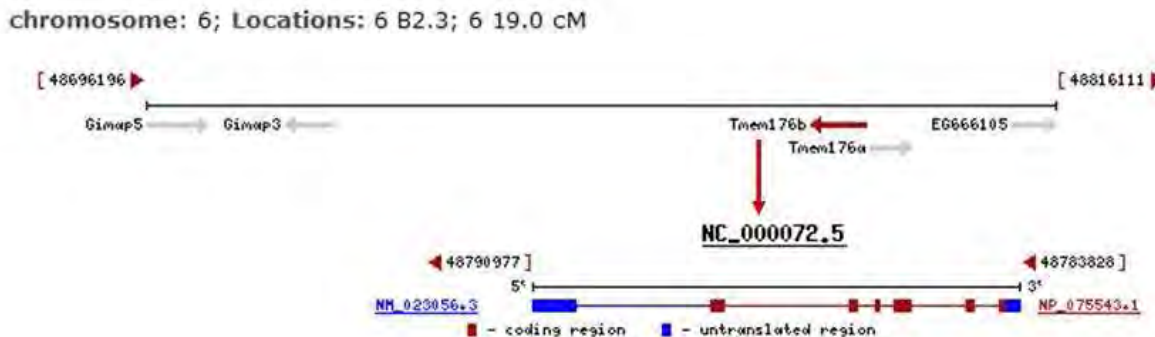 chromosome: 6; Locations: 6 B2.3; 6 19.0 cM
[ 48696196 [ 48816111
Gimap5 Gimap3 Tmem176b EG666105
Tmem176a
NC_000072.5
48790977 ] 48783828 ]
5' 3'
NM_023056.3 NP_075543.1
- coding region - untranslated region